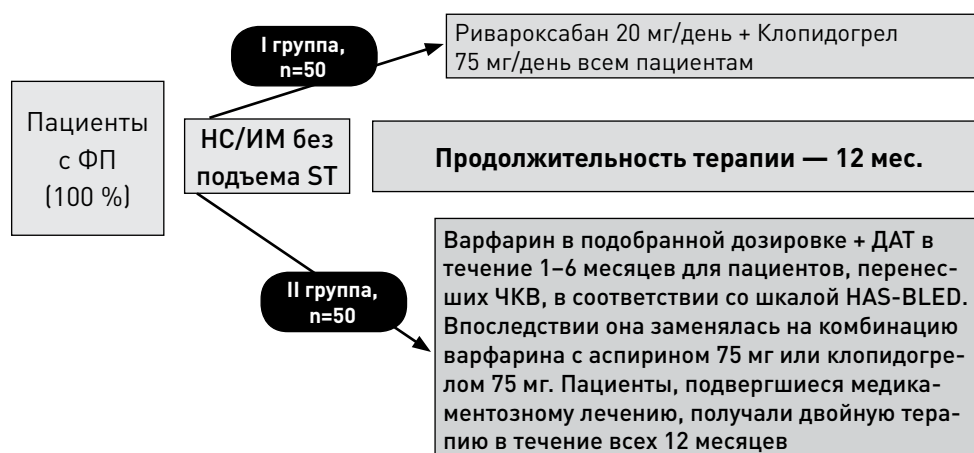 Пациенты
с ФП
(100 %)
НС/ИМ без
подъема ST
I группа,
n=50
Ривароксабан 20 мг/день + Клопидогрел
75 мг/день всем пациентам
Продолжительность терапии — 12 мес.
II группа,
n=50
Варфарин в подобранной дозировке + ДАТ в
течение 1–6 месяцев для пациентов, перенес-
ших ЧКВ, в соответствии со шкалой HAS-BLED.
Впоследствии она заменялась на комбинацию
варфарина с аспирином 75 мг или клопидогре-
лом 75 мг. Пациенты, подвергшиеся медика-
ментозному лечению, получали двойную тера-
пию в течение всех 12 месяцев